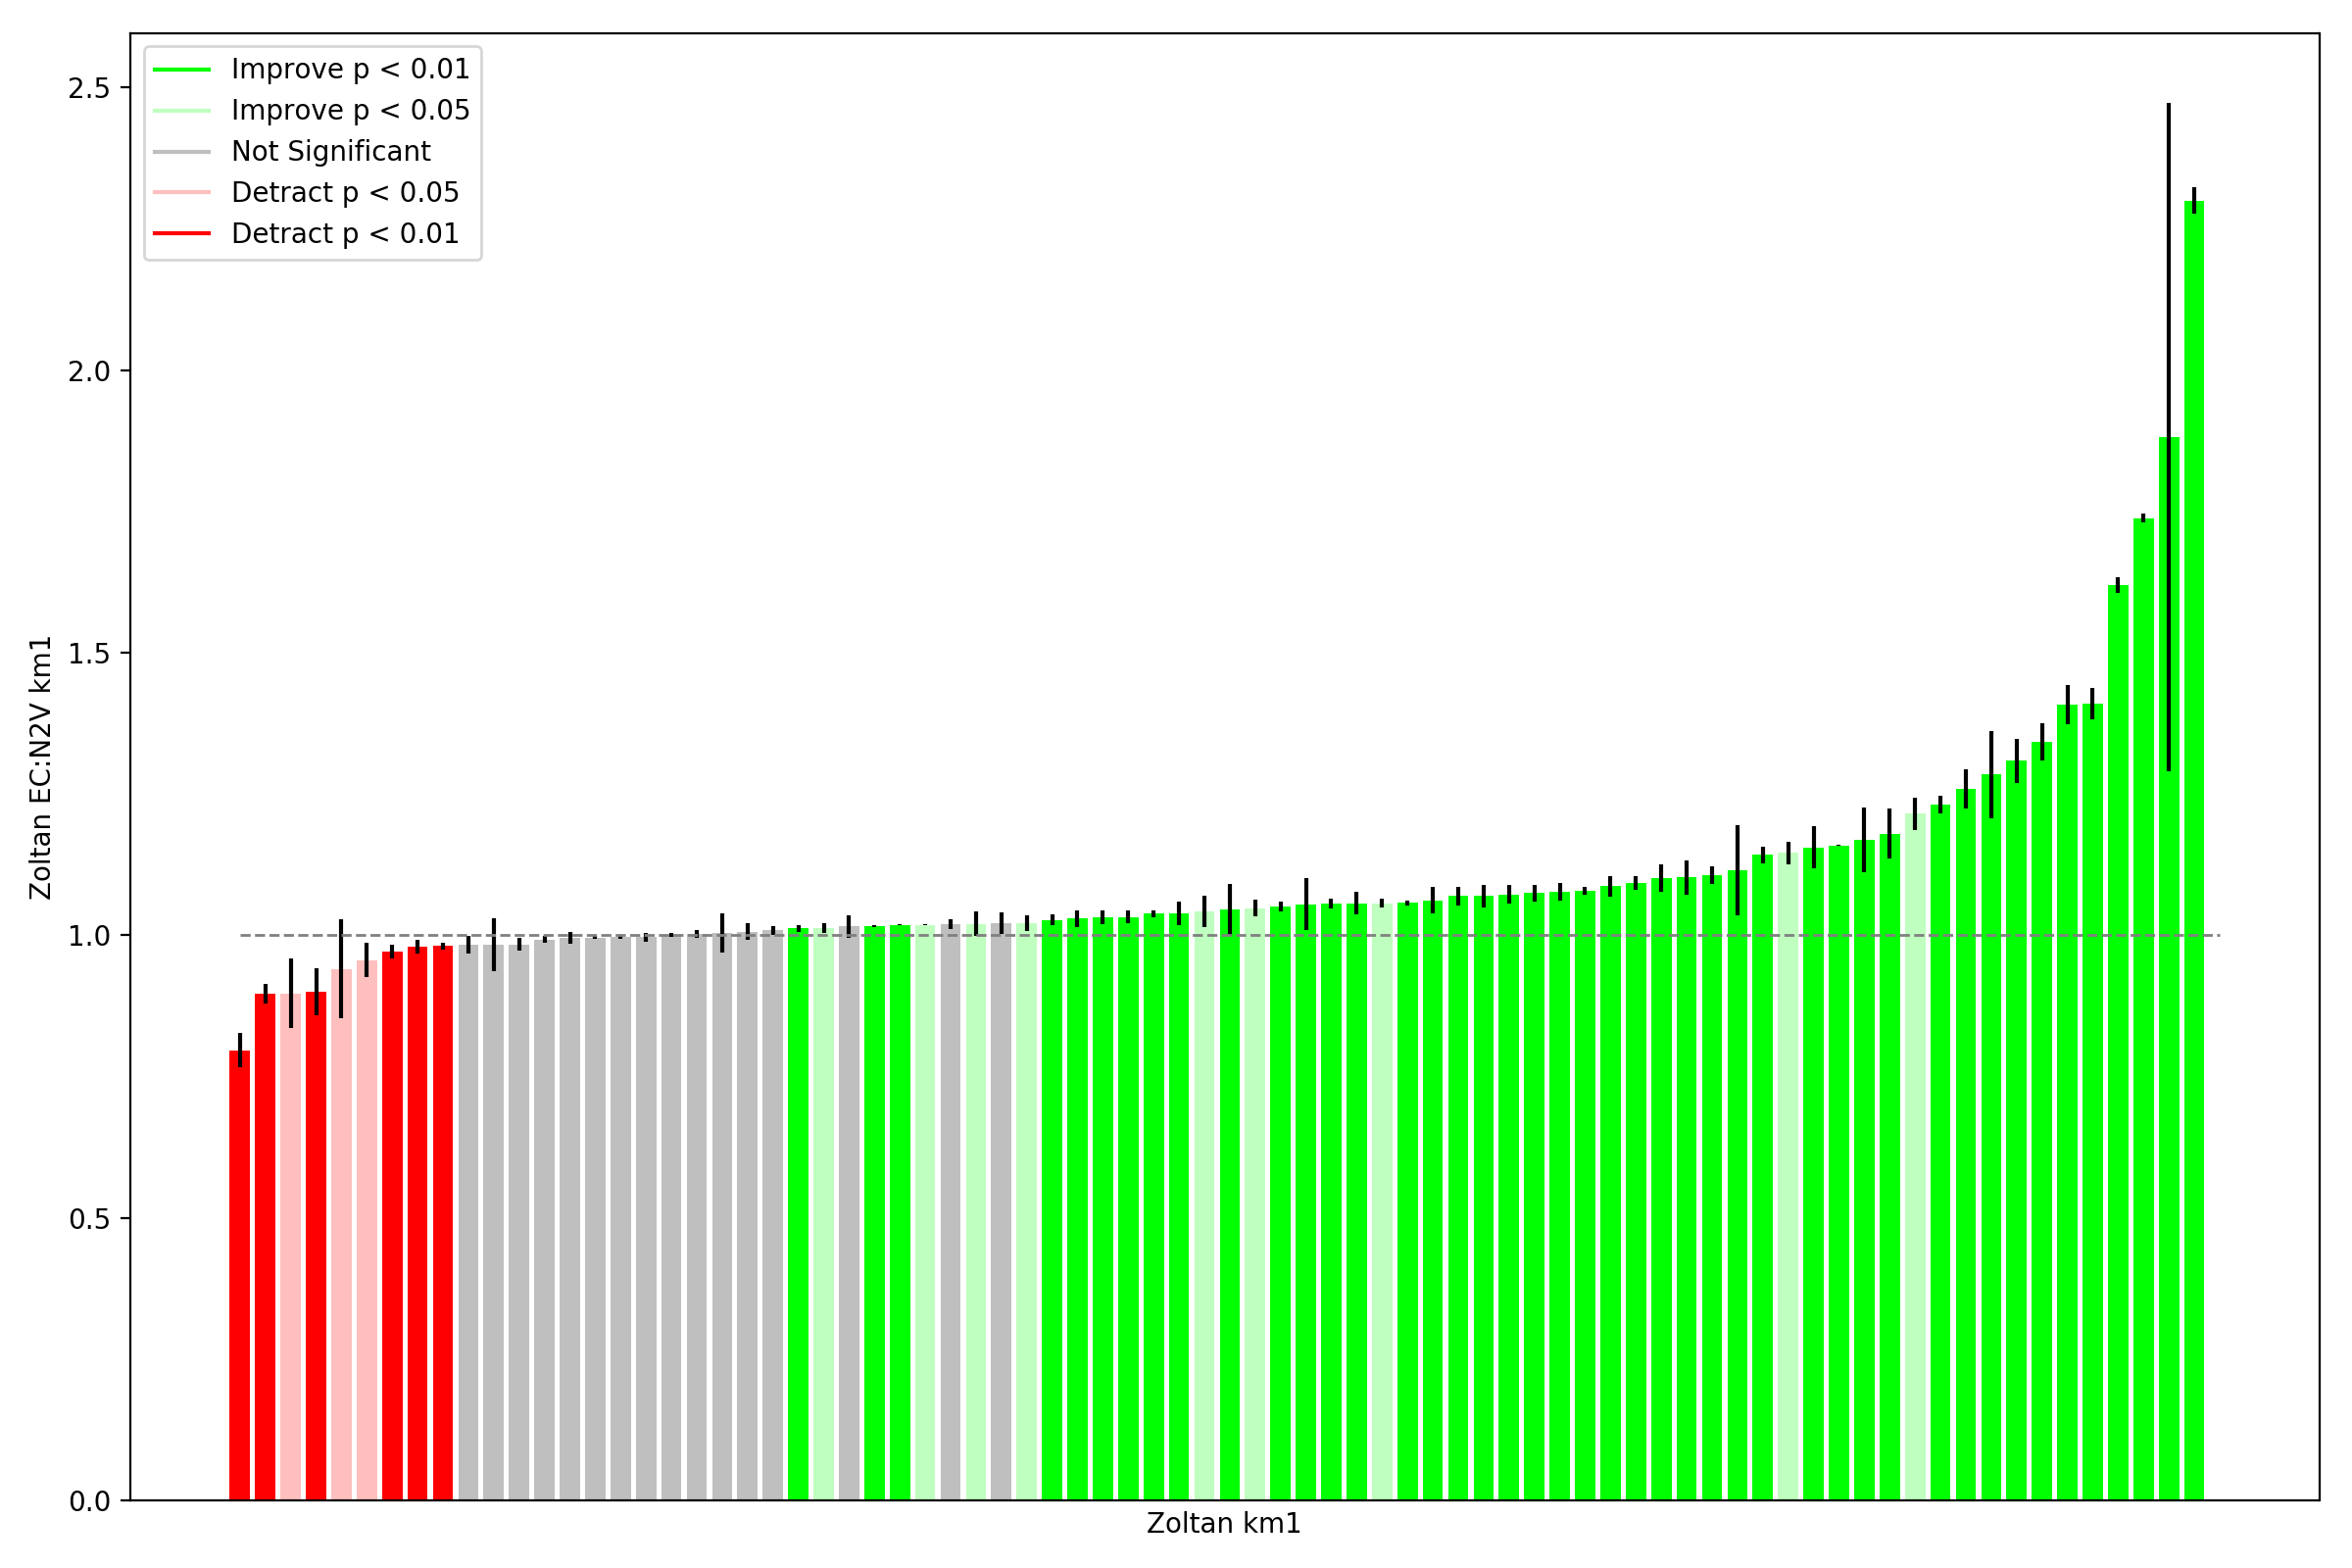 Improve p < 0.01
Improve p < 0.05
Not Significant
Detract p < 0.05
Detract p < 0.01
2.5
2.0
1.5
1.0
0.5
0.0
Zoltan EC:N2V km1
Zoltan km1